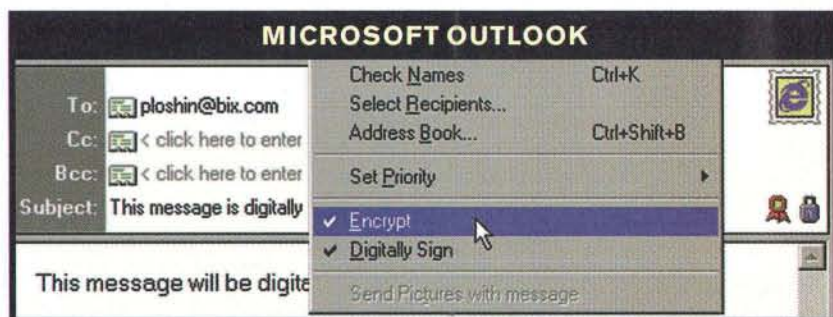 MICROSOFT OUTLOOK
Check Names Ctrl+K
To: ploshin@bix.com Select Recipients...
Cc: < click here to enter Address Book... Ctrl+Shift+B
Bcc: < click here to enter Set Priority
Subject: This message is digitally ✔ Encrypt
✔ Digitally Sign
This message will be digite
Send Pictures with message